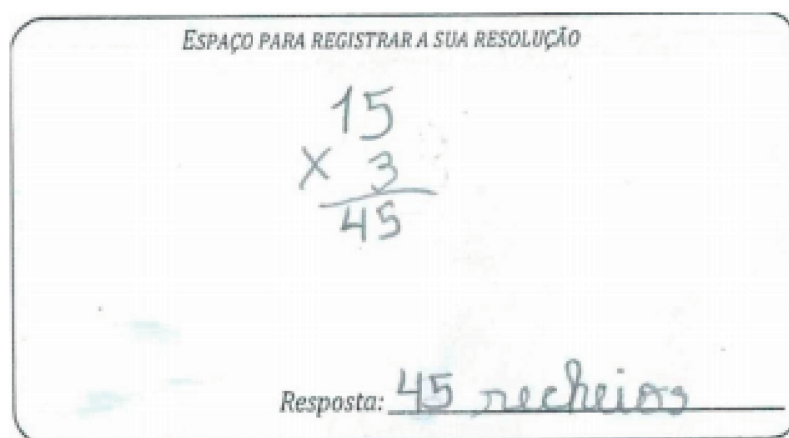 ESPAÇO PARA REGISTRAR A SUA RESOLUÇÃO
15
X 3
45
Resposta: 45 recheios